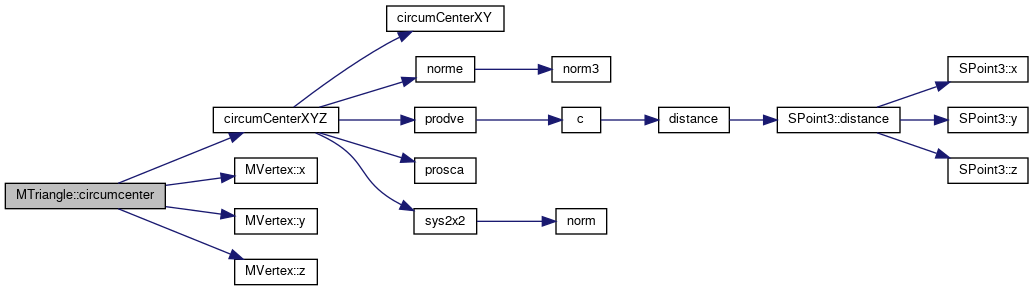 circumCenterXY
norme
norm3
SPoint3::x
circumCenterXYZ
prodve
c
distance
SPoint3::distance
SPoint3::y
MVertex::x
prosca
SPoint3::z
MTriangle::circumcenter
MVertex::y
sys2x2
norm
MVertex::z